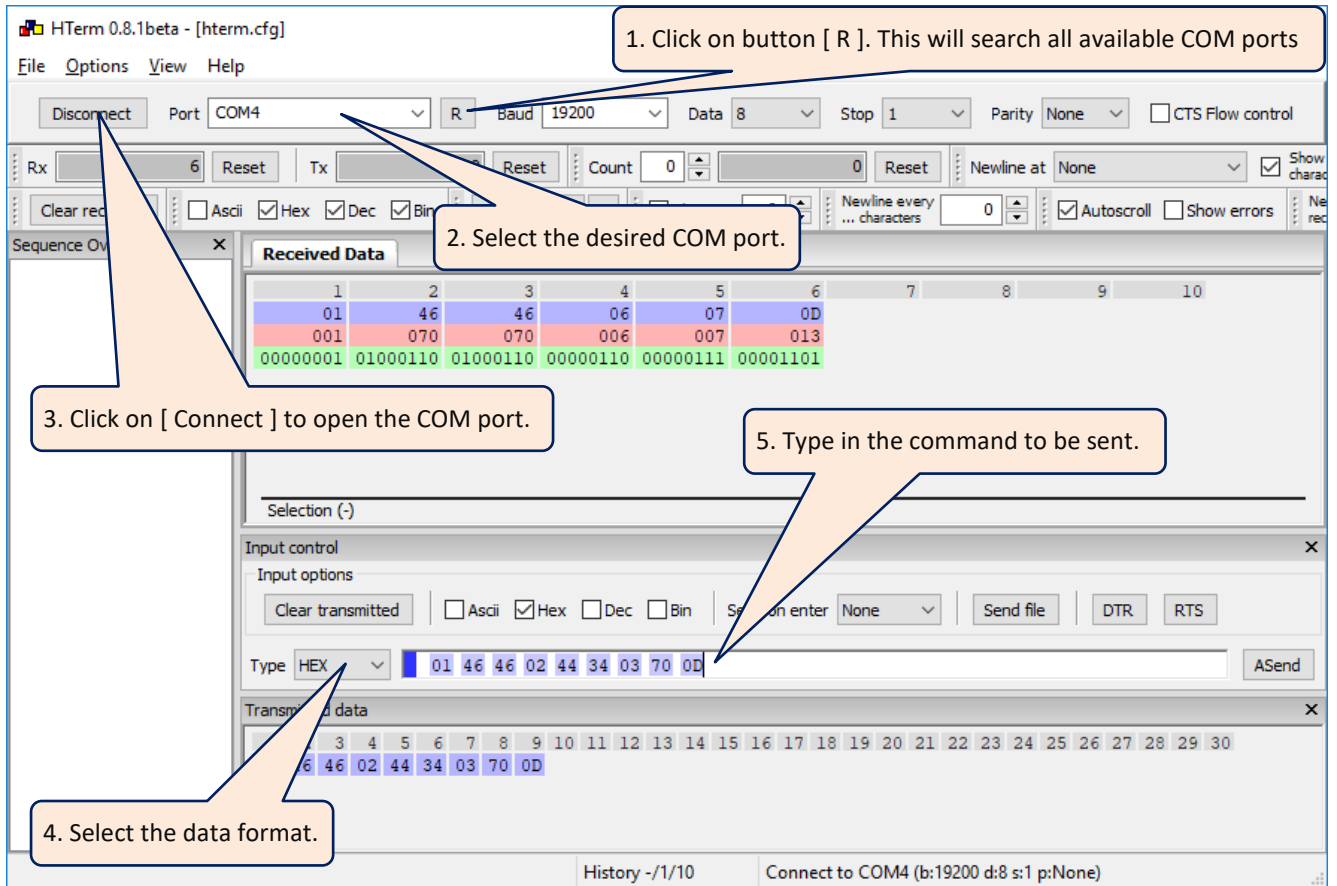 HTerm 0.8.1beta - [hterm.cfg]
1. Click on button [ R ]. This will search all available COM ports
File Options View Help
Disconnect Port COM4 R Baud 19200 Data 8 Stop 1 Parity None CTS Flow control
Rx 6 Reset Tx Reset Count 0 0 Reset Newline at None Show
Clear Ascii Hex Dec Bin 0 Newline every ... characters 0 Autoscroll Show errors
2. Select the desired COM port.
Sequence
Received Data
1 2 3 4 5 6 7 8 9 10
01 46 46 06 07 0D
001 070 070 006 007 013
00000001 01000110 01000110 00000110 00000111 00001101
3. Click on [ Connect ] to open the COM port.
5. Type in the command to be sent.
Selection (-)
Input control
Input options
Clear transmitted Ascii Hex Dec Bin on enter None Send file DTR RTS
Type HEX 01 46 46 02 44 34 03 70 0D ASend
data
3 4 5 6 7 8 9 10 11 12 13 14 15 16 17 18 19 20 21 22 23 24 25 26 27 28 29 30
46 02 44 34 03 70 0D
4. Select the data format.
History -/1/10 Connect to COM4 (b:19200 d:8 s:1 p:None)